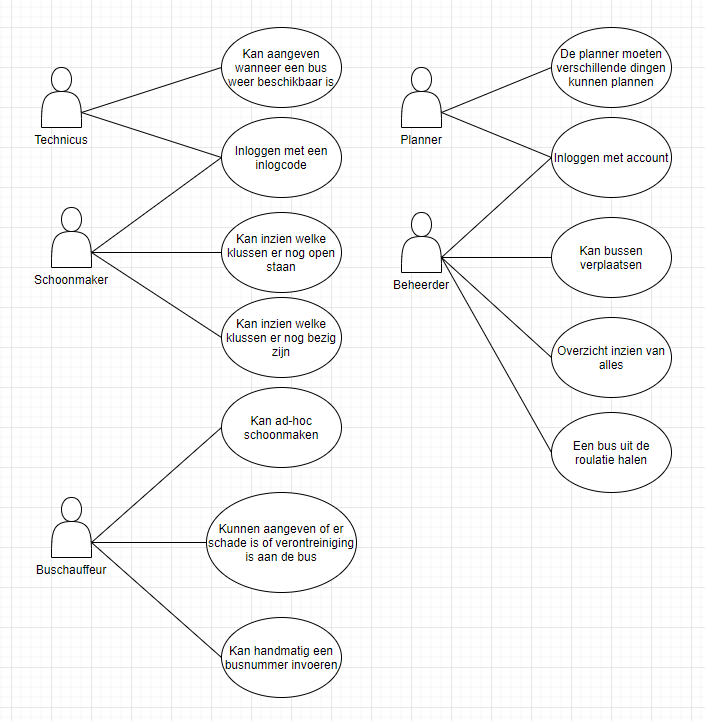 Kan aangeven
wanneer een bus
weer beschikbaar is
Technicus
Inloggen met een
inlogcode
Schoonmaker
Kan inzien welke
klussen er nog open
staan
Kan inzien welke
klussen er nog bezig
zijn
Kan ad-hoc
schoonmaken
Buschauffeur
Kunnen aangeven of er
schade is of verontreiniging
is aan de bus
Kan handmatig een
busnummer invoeren
De planner moeten
verschillende dingen
kunnen plannen
Planner
Inloggen met account
Beheerder
Kan bussen
verplaatsen
Overzicht inzien van
alles
Een bus uit de
roulatie halen